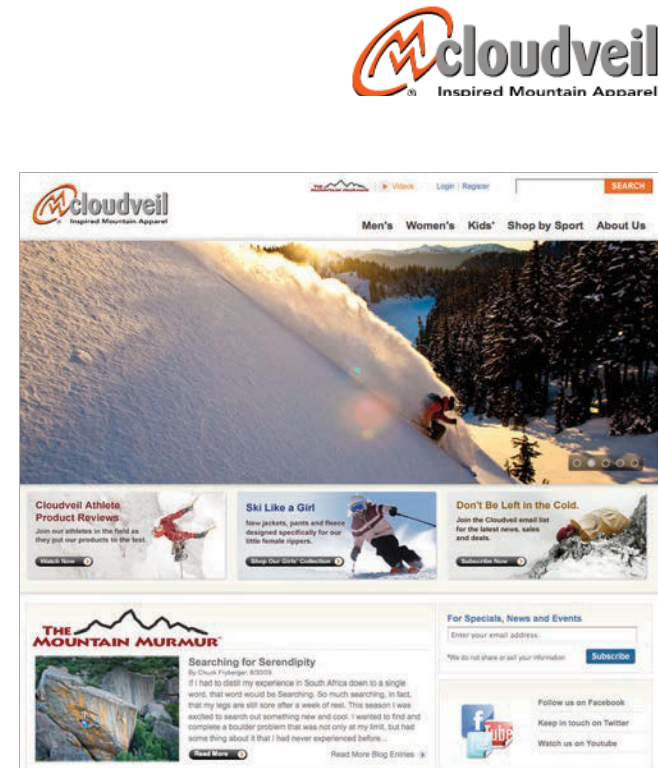 cloudveil
Inspired Mountain Apparel
cloudveil
Inspired Mountain Apparel
THE MOUNTAIN MURMUR
Videos
Login
Register
SEARCH
Men's
Women's
Kids'
Shop by Sport
About Us
Cloudveil Athlete
Product Reviews
Join our athletes in the field as
they put our products to the test.
Watch Now
Ski Like a Girl
New jackets, pants and fleece
designed specifically for our
little female rippers.
Shop Our Girls' Collection
Don't Be Left in the Cold.
Join the Cloudveil email list
for the latest news, sales
and deals.
Subscribe Now
THE
MOUNTAIN MURMUR
Searching for Serendipity
By Chuck Fryberger, 8/30/09
If I had to distil my experience in South Africa down to a single
word, that word would be Searching. So much searching, in fact,
that my legs are still sore after a week of rest. This season I was
excited to search out something new and cool. I wanted to find and
complete a boulder problem that was not only at my limit, but had
some thing about it that I had never experienced before...
Read More
Read More Blog Entries
For Specials, News and Events
Enter your email address
*We do not share or sell your information
Subscribe
f
t
You
Tube
Follow us on Facebook
Keep in touch on Twitter
Watch us on Youtube